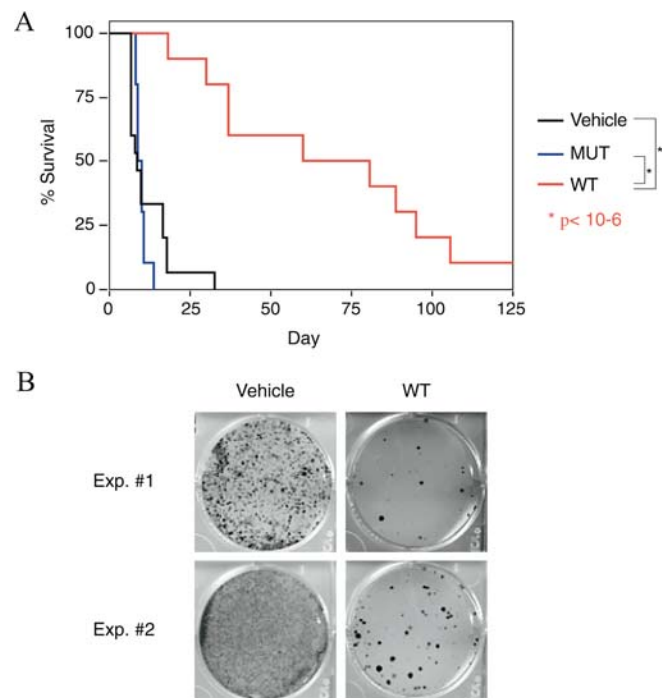 A
100
75
50
25
0
% Survival
0 25 50 75 100 125
Day
Vehicle
MUT
WT
*
*
* p< 10-6
B
Vehicle WT
Exp. #1
Exp. #2